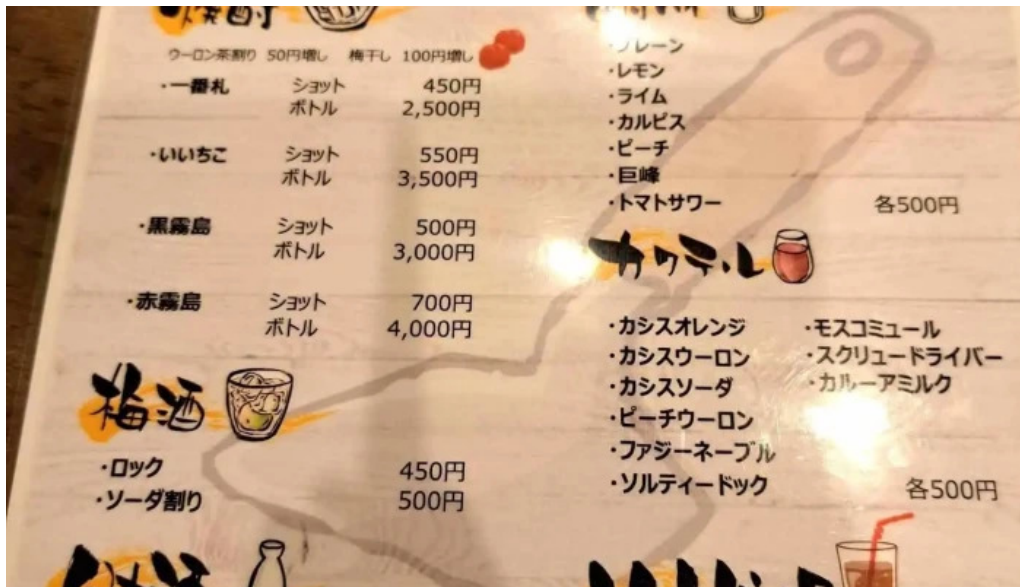 焼酎
ウーロン茶割り 50円増し 梅干し 100円増し
・一番札 ショット 450円
ボトル 2,500円
・いいちこ ショット 550円
ボトル 3,500円
・黒霧島 ショット 500円
ボトル 3,000円
・赤霧島 ショット 700円
ボトル 4,000円
梅酒
・ロック 450円
・ソーダ割り 500円
・プレーン
・レモン
・ライム
・カルピス
・ピーチ
・巨峰
・トマトサワー 各500円
カクテル
・カシスオレンジ ・モスコミュール
・カシスウーロン ・スクリュードライバー
・カシスソーダ ・カルーアミルク
・ピーチウーロン
・ファジーネーブル
・ソルティードック 各500円